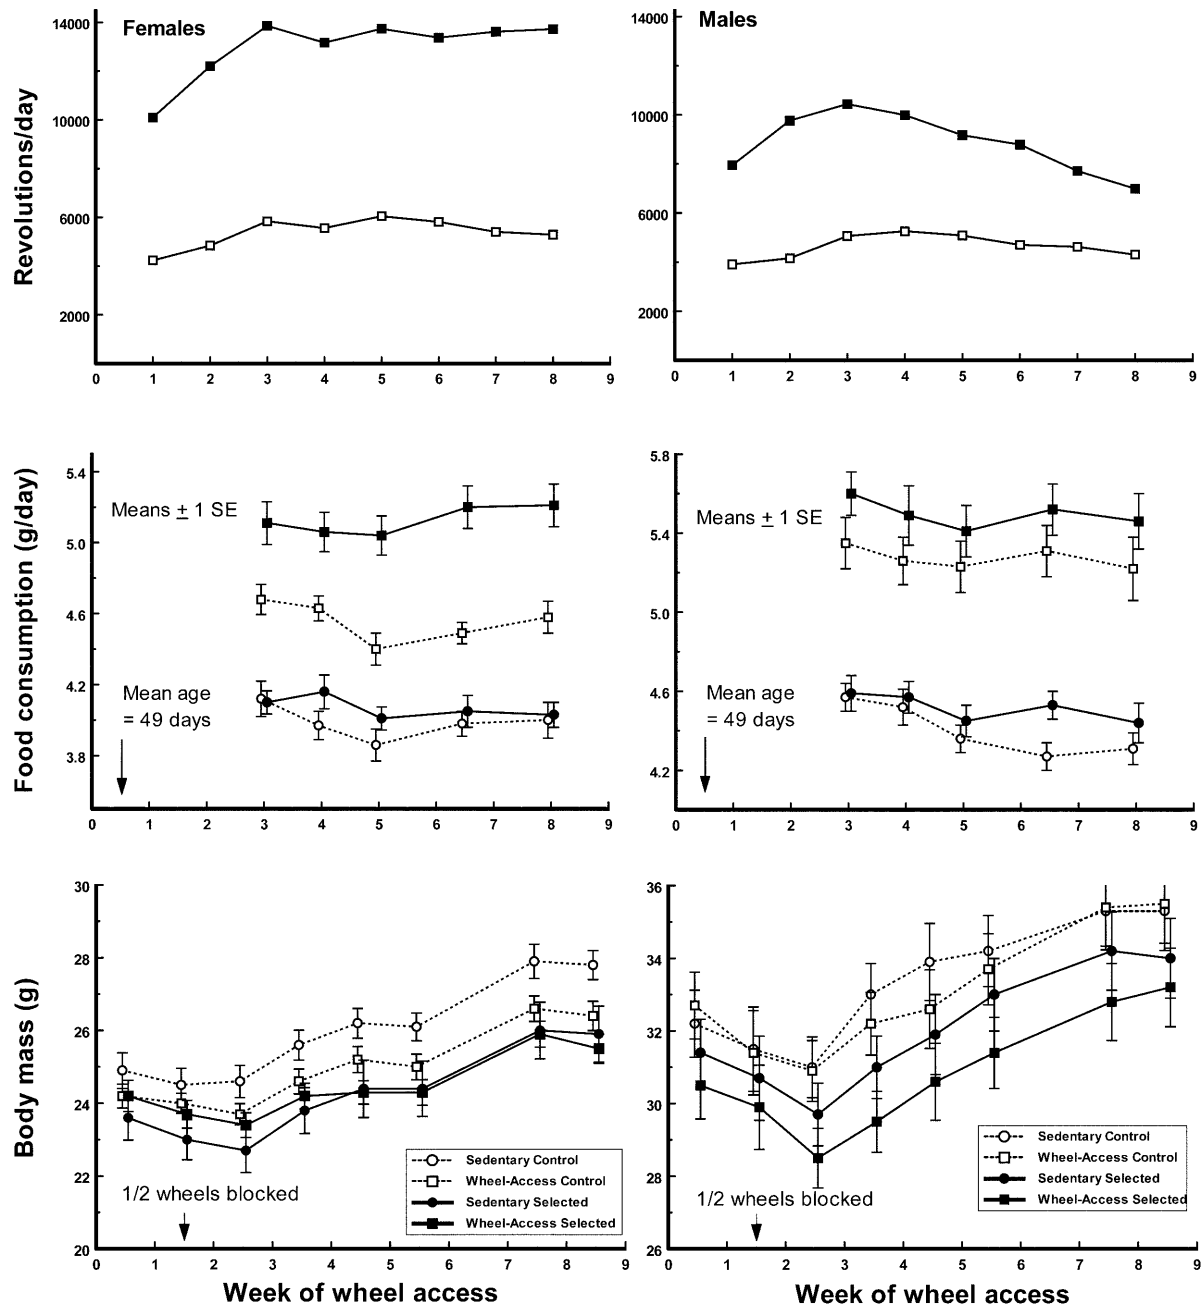 Females
Revolutions/day
14000
10000
6000
2000
0 1 2 3 4 5 6 7 8 9
Males
14000
10000
6000
2000
0 1 2 3 4 5 6 7 8 9
Food consumption (g/day)
5.4
5.0
4.6
4.2
3.8
Means ± 1 SE
Mean age
= 49 days
0 1 2 3 4 5 6 7 8 9
5.8
5.4
5.0
4.6
4.2
Means ± 1 SE
Mean age
= 49 days
0 1 2 3 4 5 6 7 8 9
Body mass (g)
30
28
26
24
22
20
1/2 wheels blocked
Sedentary Control
Wheel-Access Control
Sedentary Selected
Wheel-Access Selected
0 1 2 3 4 5 6 7 8 9
Week of wheel access
36
34
32
30
28
26
1/2 wheels blocked
Sedentary Control
Wheel-Access Control
Sedentary Selected
Wheel-Access Selected
0 1 2 3 4 5 6 7 8 9
Week of wheel access